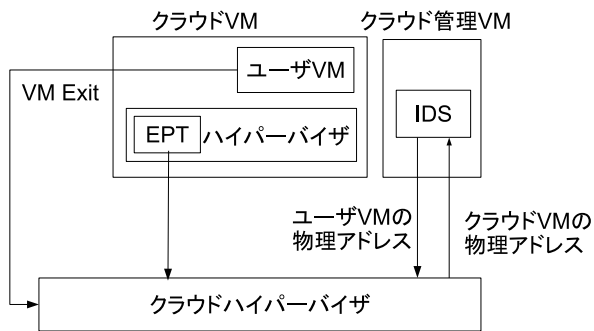 クラウドVM
クラウド管理VM
ユーザVM
VM Exit
IDS
EPT
ハイパーバイザ
ユーザVMの
物理アドレス
クラウドVMの
物理アドレス
クラウドハイパーバイザ